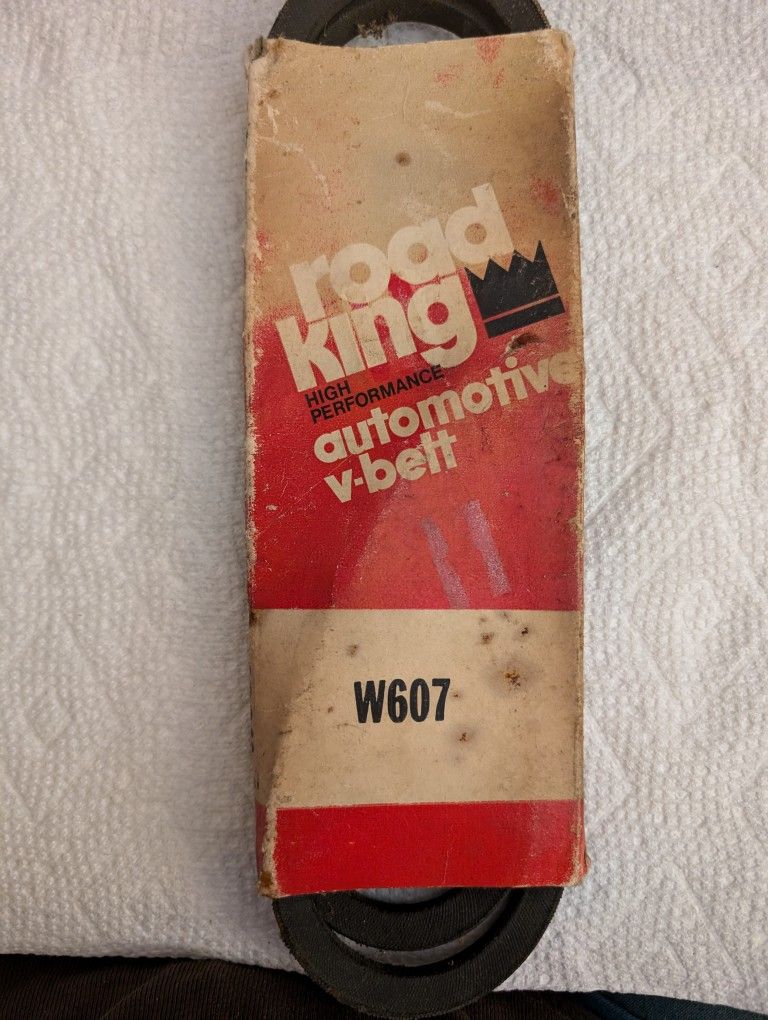 road
king
HIGH
PERFORMANCE
automotive
v-belt
W607